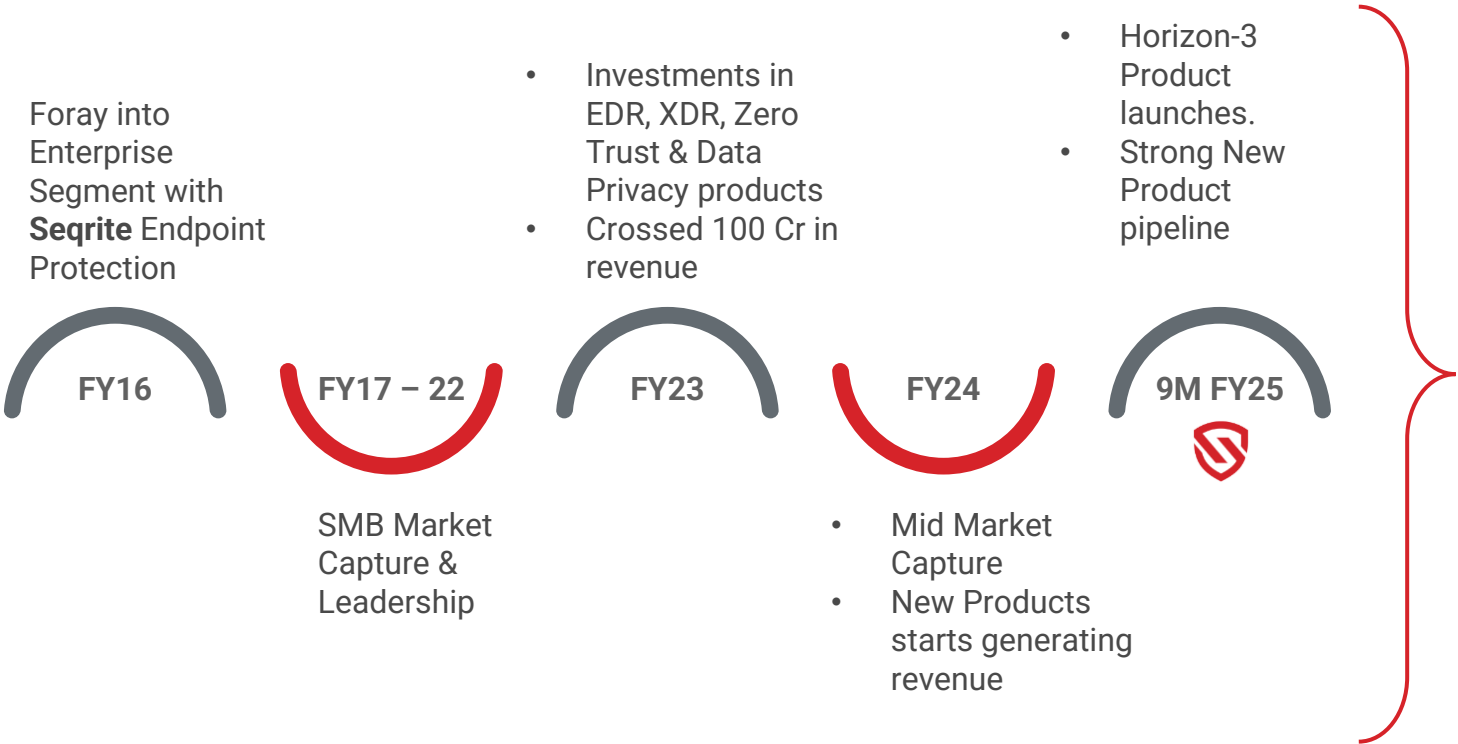 Foray into
Enterprise
Segment with
Seqrite Endpoint
Protection
FY16
FY17 – 22
SMB Market
Capture &
Leadership
• Investments in
EDR, XDR, Zero
Trust & Data
Privacy products
• Crossed 100 Cr in
revenue
FY23
FY24
• Mid Market
Capture
• New Products
starts generating
revenue
• Horizon-3
Product
launches.
• Strong New
Product
pipeline
9M FY25